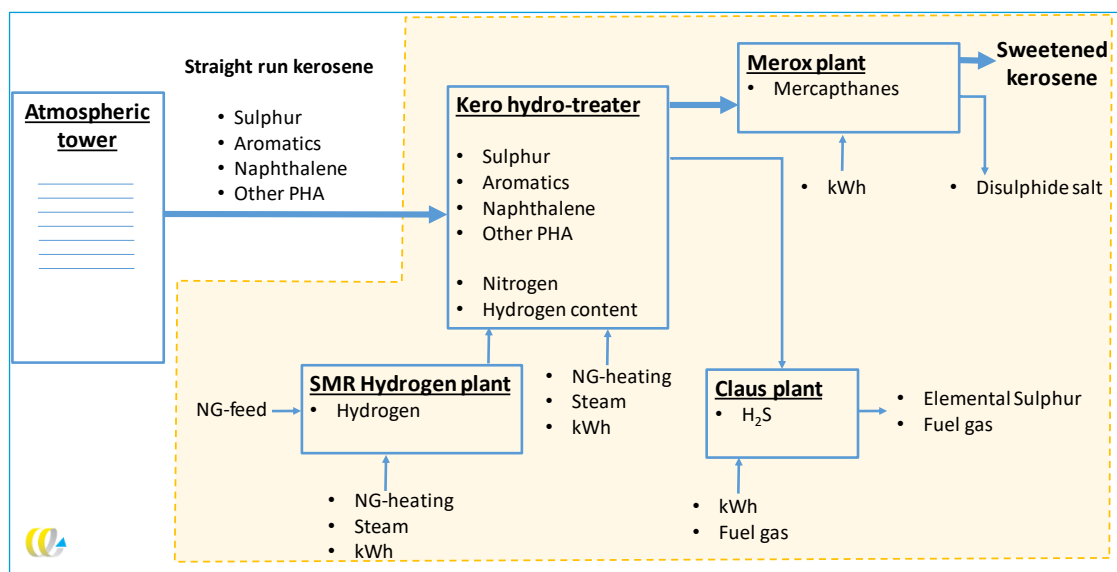 Straight run kerosene
• Sulphur
• Aromatics
• Naphthalene
• Other PHA
Atmospheric
tower
Kero hydro-treater
• Sulphur
• Aromatics
• Naphthalene
• Other PHA
• Nitrogen
• Hydrogen content
Merox plant
• Mercapthanes
Sweetened
kerosene
• kWh
• Disulphide salt
NG-feed
SMR Hydrogen plant
• Hydrogen
• NG-heating
• Steam
• kWh
• NG-heating
• Steam
• kWh
Claus plant
• H₂S
• Elemental Sulphur
• Fuel gas
• kWh
• Fuel gas